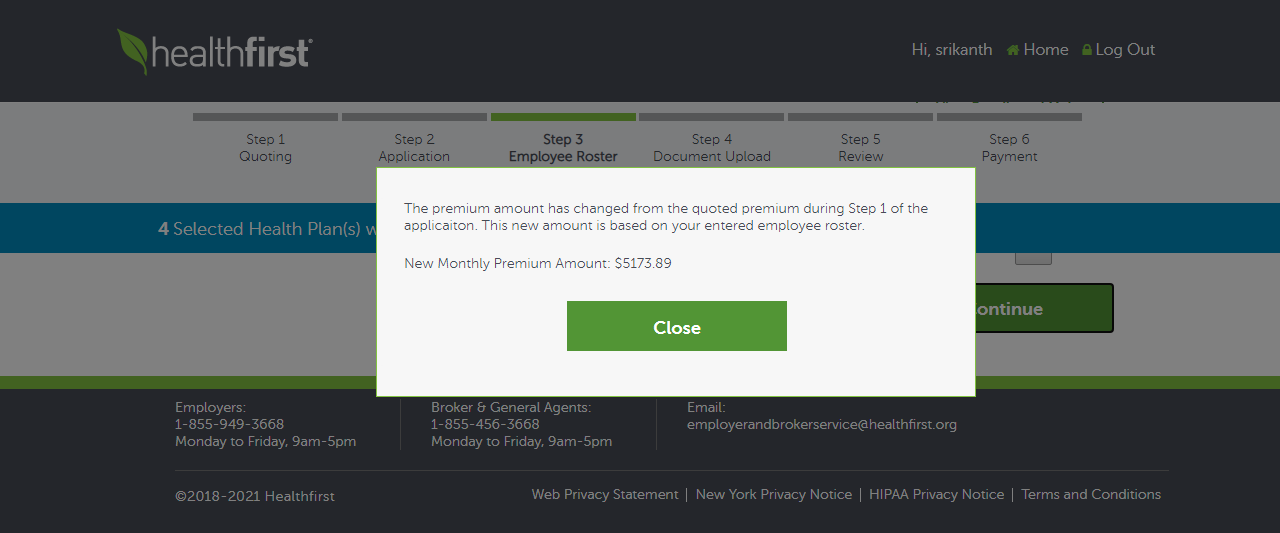 healthfirst®
Hi, srikanth Home Log Out
Step 1 Step 2 Step 3 Step 4 Step 5 Step 6
Quoting Application Employee Roster Document Upload Review Payment
4 Selected Health Plan(s)
The premium amount has changed from the quoted premium during Step 1 of the
applicaiton. This new amount is based on your entered employee roster.
New Monthly Premium Amount: $5173.89
Close
Employers:
1-855-949-3668
Monday to Friday, 9am-5pm
Broker & General Agents:
1-855-456-3668
Monday to Friday, 9am-5pm
Email:
employerandbrokerservice@healthfirst.org
©2018-2021 Healthfirst
Web Privacy Statement | New York Privacy Notice | HIPAA Privacy Notice | Terms and Conditions